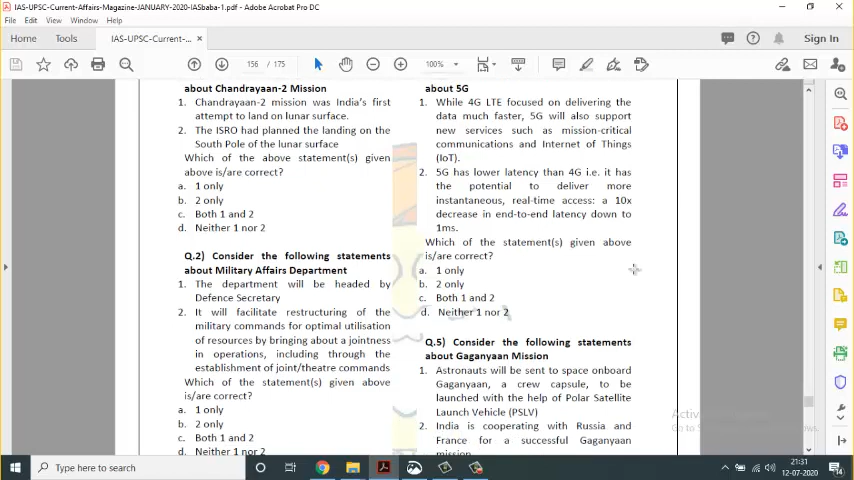 IAS-UPSC-Current-Affairs-Magazine-JANUARY-2020-IASbaba-1.pdf - Adobe Acrobat Pro DC
File Edit View Window Help
Home Tools IAS-UPSC-Current-... × Sign In
156 / 175 100%
about Chandrayaan-2 Mission
1. Chandrayaan-2 mission was India's first
attempt to land on lunar surface.
2. The ISRO had planned the landing on the
South Pole of the lunar surface
Which of the above statement(s) given
above is/are correct?
a. 1 only
b. 2 only
c. Both 1 and 2
d. Neither 1 nor 2
Q.2) Consider the following statements
about Military Affairs Department
1. The department will be headed by
Defence Secretary
2. It will facilitate restructuring of the
military commands for optimal utilisation
of resources by bringing about a jointness
in operations, including through the
establishment of joint/theatre commands
Which of the statement(s) given above
is/are correct?
a. 1 only
b. 2 only
c. Both 1 and 2
d. Neither 1 nor 2
about 5G
1. While 4G LTE focused on delivering the
data much faster, 5G will also support
new services such as mission-critical
communications and Internet of Things
(IoT).
2. 5G has lower latency than 4G i.e. it has
the potential to deliver more
instantaneous, real-time access: a 10x
decrease in end-to-end latency down to
1ms.
Which of the statement(s) given above
is/are correct?
a. 1 only
b. 2 only
c. Both 1 and 2
d. Neither 1 nor 2
Q.5) Consider the following statements
about Gaganyaan Mission
1. Astronauts will be sent to space onboard
Gaganyaan, a crew capsule, to be
launched with the help of Polar Satellite
Launch Vehicle (PSLV)
2. India is cooperating with Russia and
France for a successful Gaganyaan
mission
Type here to search
21:31
12-07-2020